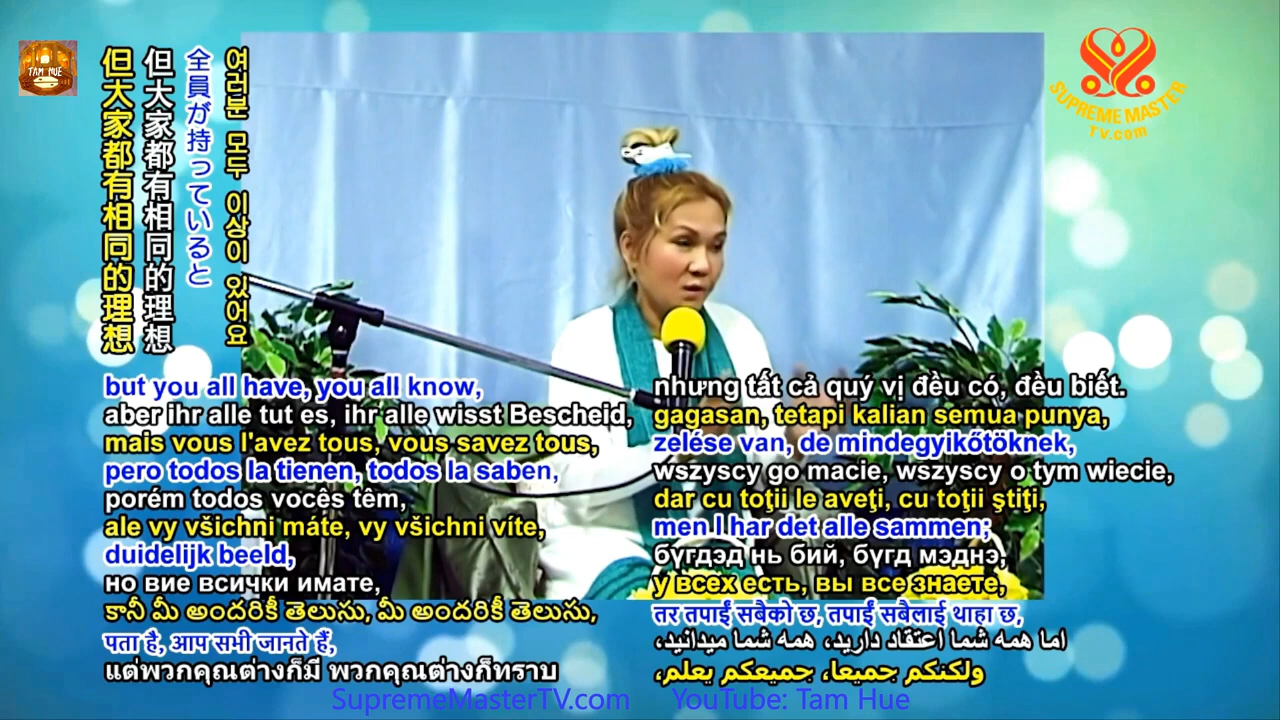 TAM HUE
但大家都有相同的理想
但大家都有相同的理想
全員が持っていると
여러분 모두 이상이 있어요
SUPREME MASTER
TV.com
but you all have, you all know,
aber ihr alle tut es, ihr alle wisst Bescheid,
mais vous l'avez tous, vous savez tous,
pero todos la tienen, todos la saben,
porém todos vocês têm,
ale vy všichni máte, vy všichni víte,
duidelijk beeld,
но вие всички имате,
కానీ మీ అందరికీ తెలుసు, మీ అందరికీ తెలుసు,
पता है, आप सभी जानते हैं,
แต่พวกคุณต่างก็มี พวกคุณต่างก็ทราบ
nhưng tất cả quý vị đều có, đều biết.
gagasan, tetapi kalian semua punya,
zelése van, de mindegyikőtöknek,
wszyscy go macie, wszyscy o tym wiecie,
dar cu toţii le aveţi, cu toţii ştiţi,
men I har det alle sammen;
бүгдэд нь бий, бүгд мэднэ,
у всех есть, вы все знаете,
तर तपाईं सबैको छ, तपाईं सबैलाई थाहा छ,
اما همه شما اعتقاد دارید، همه شما میدانید،
ولكنكم جميعا، جميعكم يعلم،
SupremeMasterTV.com YouTube: Tam Hue